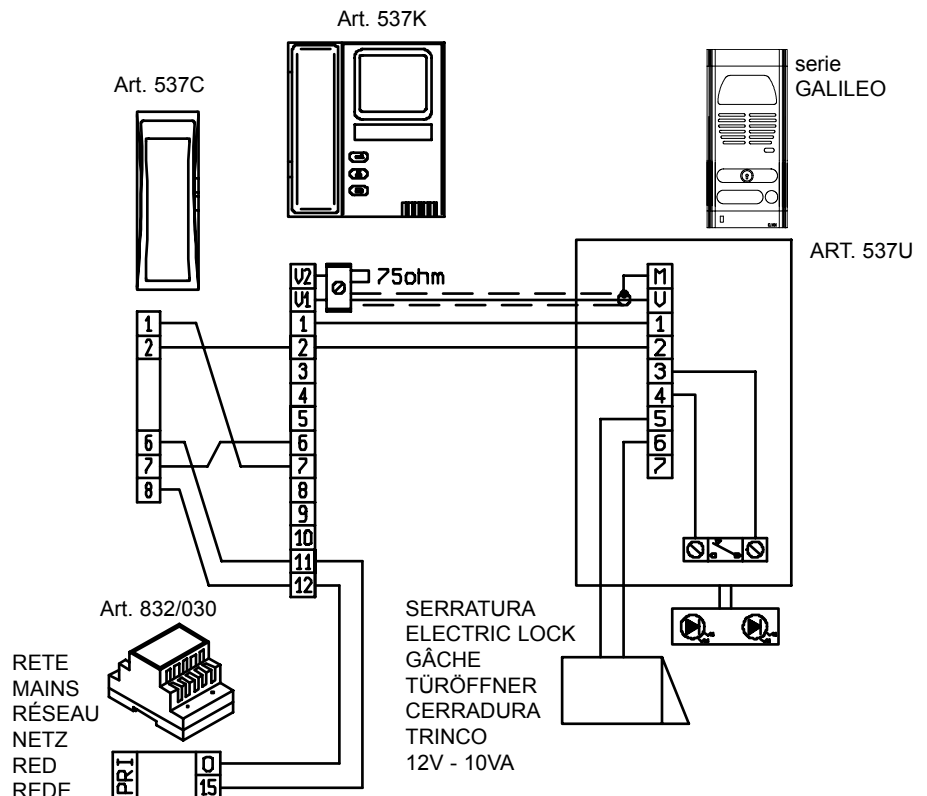 Art. 537K
serie
GALILEO
Art. 537C
ART. 537U
V2
75ohm
V1
1
2
3
4
5
6
7
8
9
10
11
12
M
V
1
2
3
4
5
6
7
1
2
6
7
8
Art. 832/030
SERRATURA
ELECTRIC LOCK
GÂCHE
TÜRÖFFNER
CERRADURA
TRINCO
12V - 10VA
RETE
MAINS
RÉSEAU
NETZ
RED
REDE
PRI
0
15